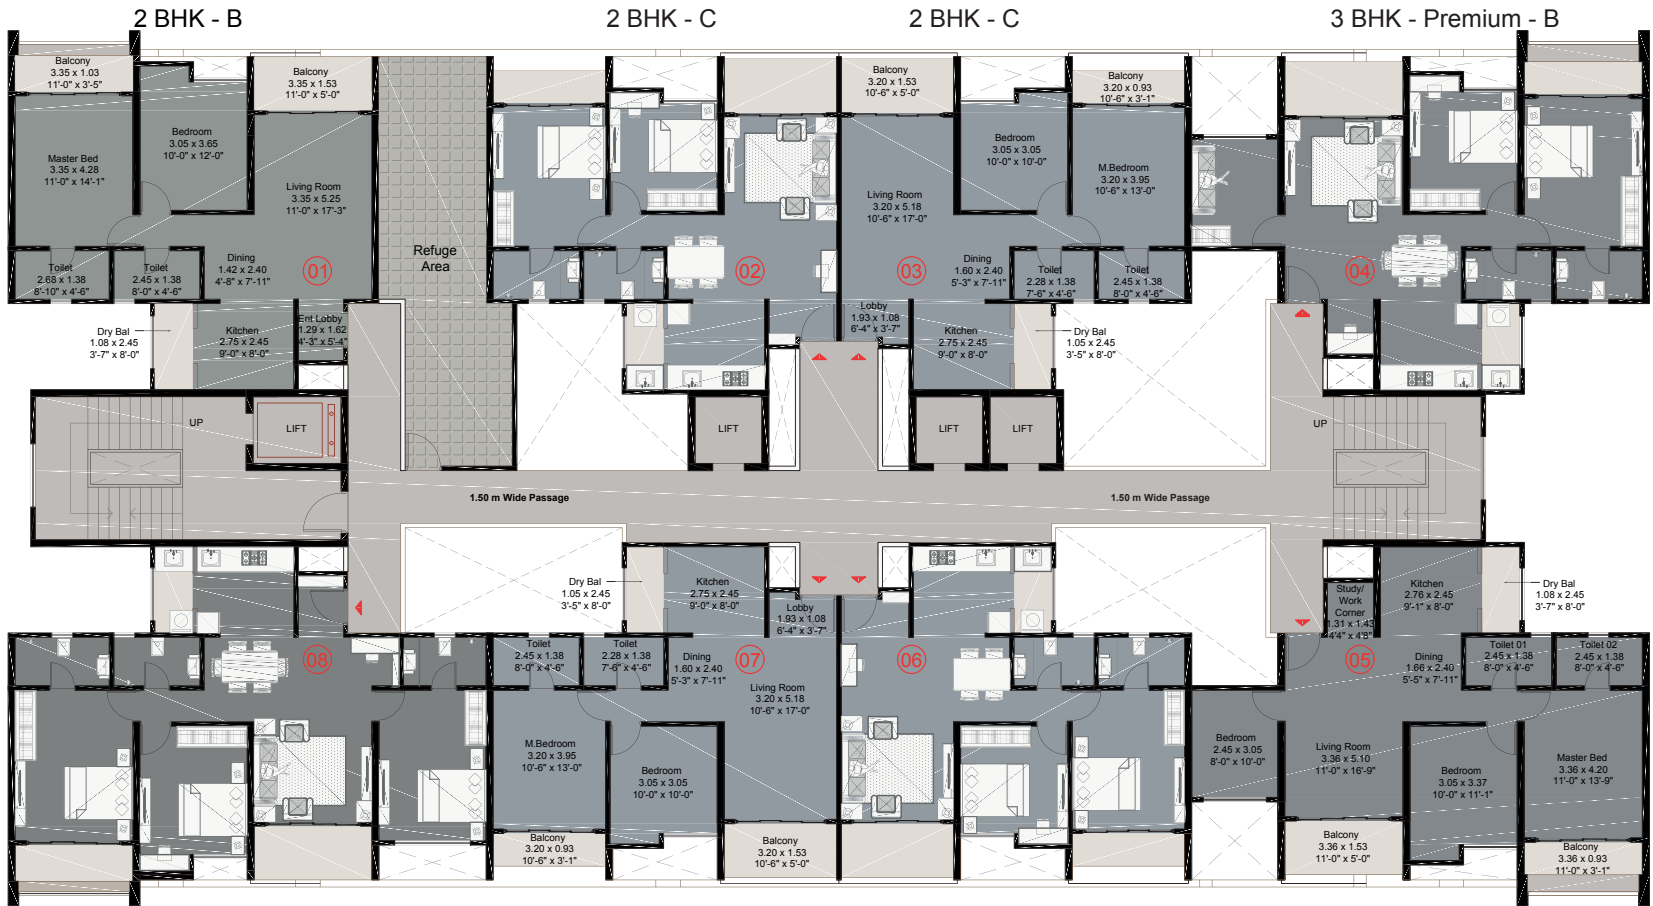 2 BHK - B
2 BHK - C
2 BHK - C
3 BHK - Premium - B
Balcony
3.35 x 1.03
11'-0" x 3'-5"
Balcony
3.35 x 1.53
11'-0" x 5'-0"
Bedroom
3.05 x 3.65
10'-0" x 12'-0"
Master Bed
3.35 x 4.28
11'-0" x 14'-1"
Living Room
3.35 x 5.25
11'-0" x 17'-3"
Toilet
2.68 x 1.38
8'-10" x 4'-6"
Toilet
2.45 x 1.38
8'-0" x 4'-6"
Dining
1.42 x 2.40
4'-8" x 7'-11"
01
Dry Bal
1.08 x 2.45
3'-7" x 8'-0"
Kitchen
2.75 x 2.45
9'-0" x 8'-0"
Ent Lobby
1.29 x 1.62
4'-3" x 5'-4"
Refuge
Area
02
Balcony
3.20 x 1.53
10'-6" x 5'-0"
Balcony
3.20 x 0.93
10'-6" x 3'-1"
Bedroom
3.05 x 3.05
10'-0" x 10'-0"
M.Bedroom
3.20 x 3.95
10'-6" x 13'-0"
Living Room
3.20 x 5.18
10'-6" x 17'-0"
03
Dining
1.60 x 2.40
5'-3" x 7'-11"
Toilet
2.28 x 1.38
7'-6" x 4'-6"
Toilet
2.45 x 1.38
8'-0" x 4'-6"
Lobby
1.93 x 1.08
6'-4" x 3'-7"
Kitchen
2.75 x 2.45
9'-0" x 8'-0"
Dry Bal
1.05 x 2.45
3'-5" x 8'-0"
04
UP
LIFT
LIFT
LIFT
LIFT
UP
1.50 m Wide Passage
1.50 m Wide Passage
08
Dry Bal
1.05 x 2.45
3'-5" x 8'-0"
Kitchen
2.75 x 2.45
9'-0" x 8'-0"
Lobby
1.93 x 1.08
6'-4" x 3'-7"
Toilet
2.45 x 1.38
8'-0" x 4'-6"
Toilet
2.28 x 1.38
7'-6" x 4'-6"
Dining
1.60 x 2.40
5'-3" x 7'-11"
07
Living Room
3.20 x 5.18
10'-6" x 17'-0"
M.Bedroom
3.20 x 3.95
10'-6" x 13'-0"
Bedroom
3.05 x 3.05
10'-0" x 10'-0"
Balcony
3.20 x 0.93
10'-6" x 3'-1"
Balcony
3.20 x 1.53
10'-6" x 5'-0"
06
Study/
Work
Corner
1.31 x 1.43
4'4" x 4'8"
Kitchen
2.76 x 2.45
9'-1" x 8'-0"
Dry Bal
1.08 x 2.45
3'-7" x 8'-0"
05
Dining
1.66 x 2.40
5'-5" x 7'-11"
Toilet 01
2.45 x 1.38
8'-0" x 4'-6"
Toilet 02
2.45 x 1.38
8'-0" x 4'-6"
Bedroom
2.45 x 3.05
8'-0" x 10'-0"
Living Room
3.36 x 5.10
11'-0" x 16'-9"
Bedroom
3.05 x 3.37
10'-0" x 11'-1"
Master Bed
3.36 x 4.20
11'-0" x 13'-9"
Balcony
3.36 x 1.53
11'-0" x 5'-0"
Balcony
3.36 x 0.93
11'-0" x 3'-1"